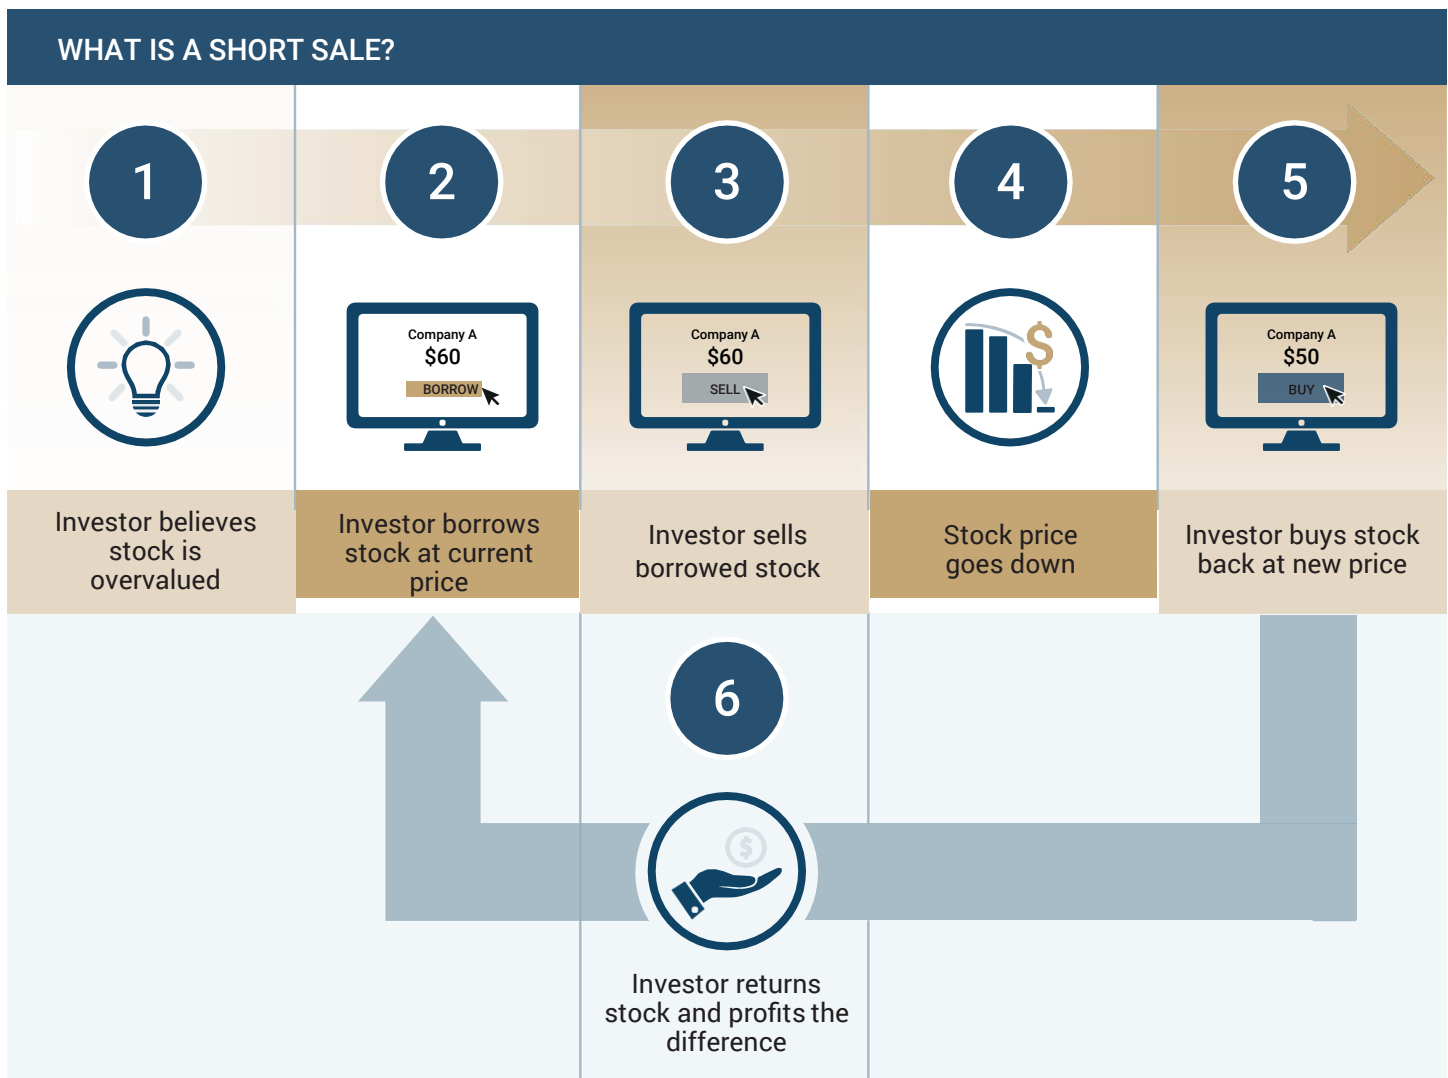 WHAT IS A SHORT SALE?
1
2
3
4
5
Company A
$60
BORROW
Company A
$60
SELL
$
Company A
$50
BUY
Investor believes
stock is
overvalued
Investor borrows
stock at current
price
Investor sells
borrowed stock
Stock price
goes down
Investor buys stock
back at new price
6
$
Investor returns
stock and profits the
difference